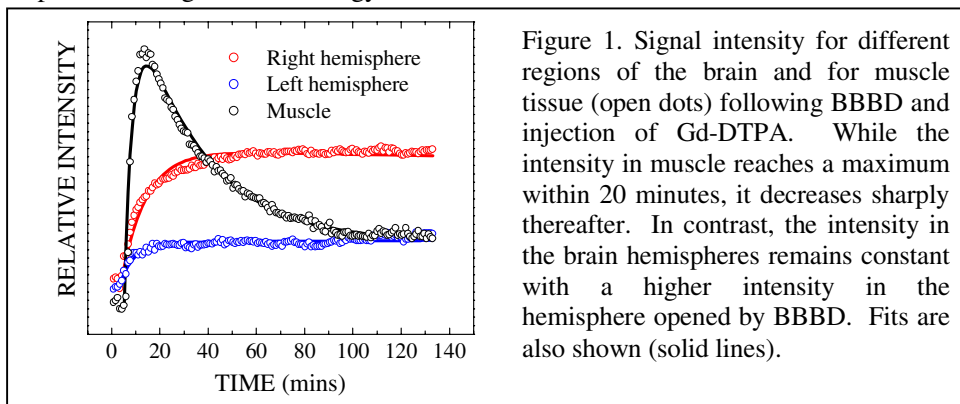 RELATIVE INTENSITY
Right hemisphere
Left hemisphere
Muscle
0 20 40 60 80 100 120 140
TIME (mins)
Figure 1. Signal intensity for different
regions of the brain and for muscle
tissue (open dots) following BBBD and
injection of Gd-DTPA. While the
intensity in muscle reaches a maximum
within 20 minutes, it decreases sharply
thereafter. In contrast, the intensity in
the brain hemispheres remains constant
with a higher intensity in the
hemisphere opened by BBBD. Fits are
also shown (solid lines).